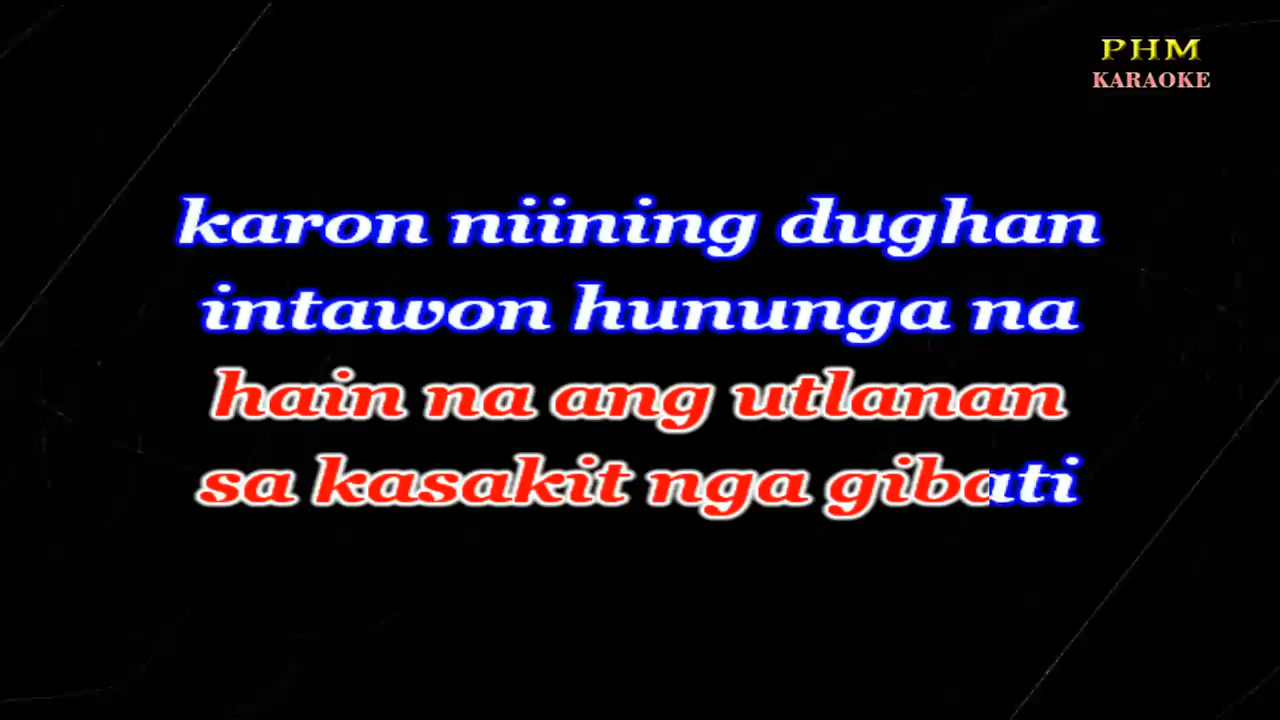 PHM
KARAOKE
karon niining dughan
intawon hununga na
hain na ang utlanan
sa kasakit nga gibati